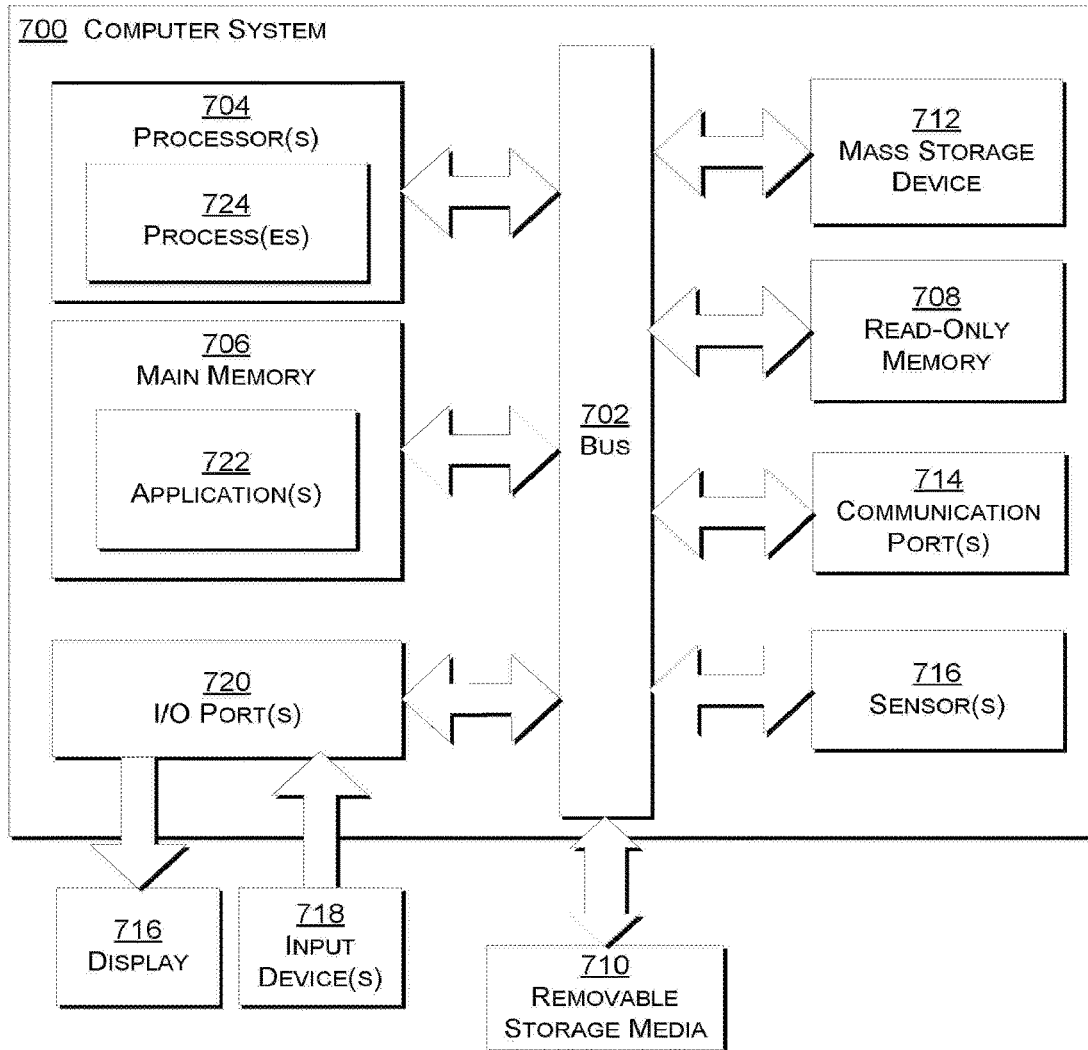 700 COMPUTER SYSTEM
704
PROCESSOR(S)
724
PROCESS(ES)
706
MAIN MEMORY
722
APPLICATION(S)
720
I/O PORT(S)
702
BUS
712
MASS STORAGE
DEVICE
708
READ-ONLY
MEMORY
714
COMMUNICATION
PORT(S)
716
SENSOR(S)
716
DISPLAY
718
INPUT
DEVICE(S)
710
REMOVABLE
STORAGE MEDIA